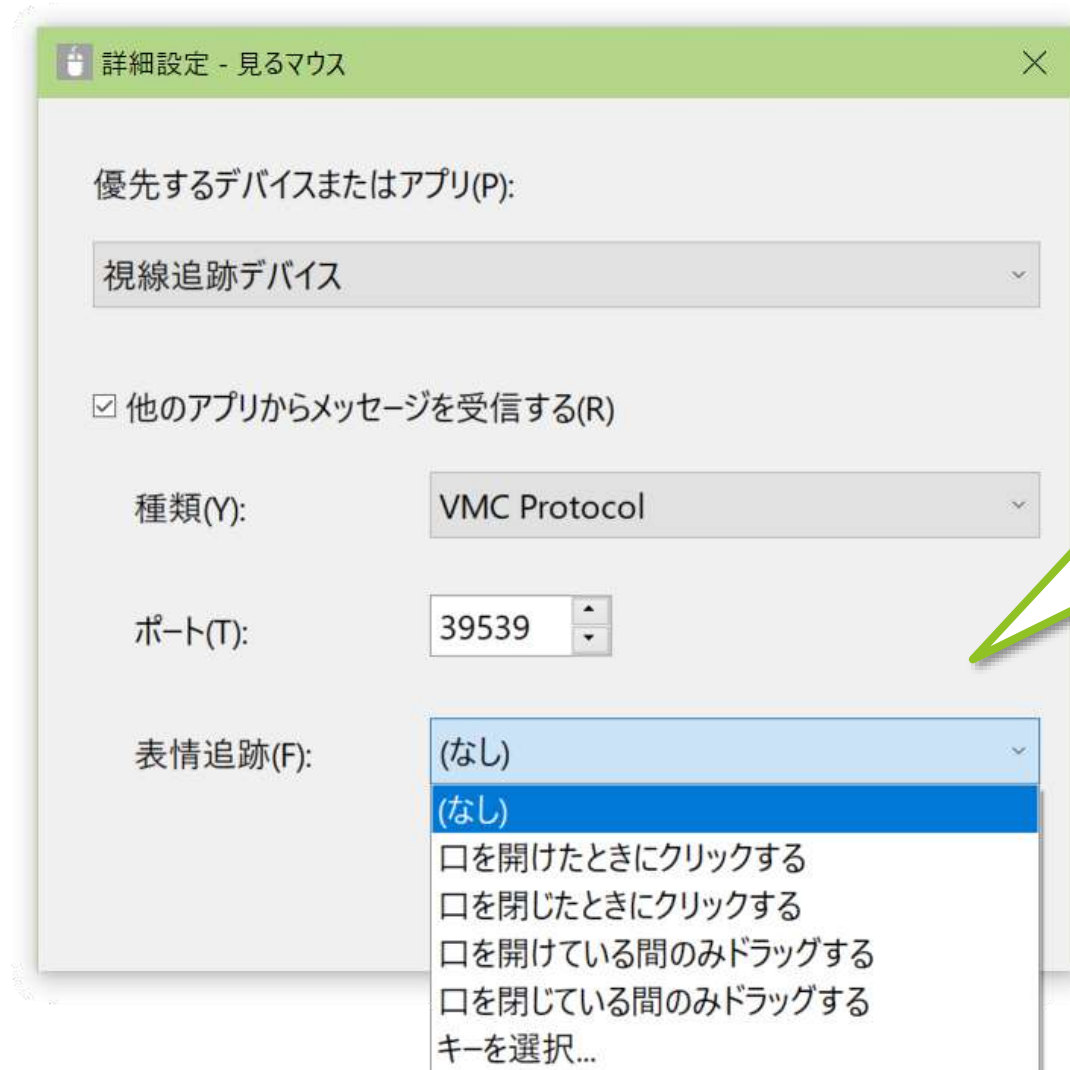 詳細設定 - 見るマウス
優先するデバイスまたはアプリ(P):
視線追跡デバイス
他のアプリからメッセージを受信する(R)
種類(Y): VMC Protocol
ポート(T): 39539
表情追跡(F): (なし)
(なし)
口を開けたときにクリックする
口を閉じたときにクリックする
口を開けている間のみドラッグする
口を閉じている間のみドラッグする
キーを選択...